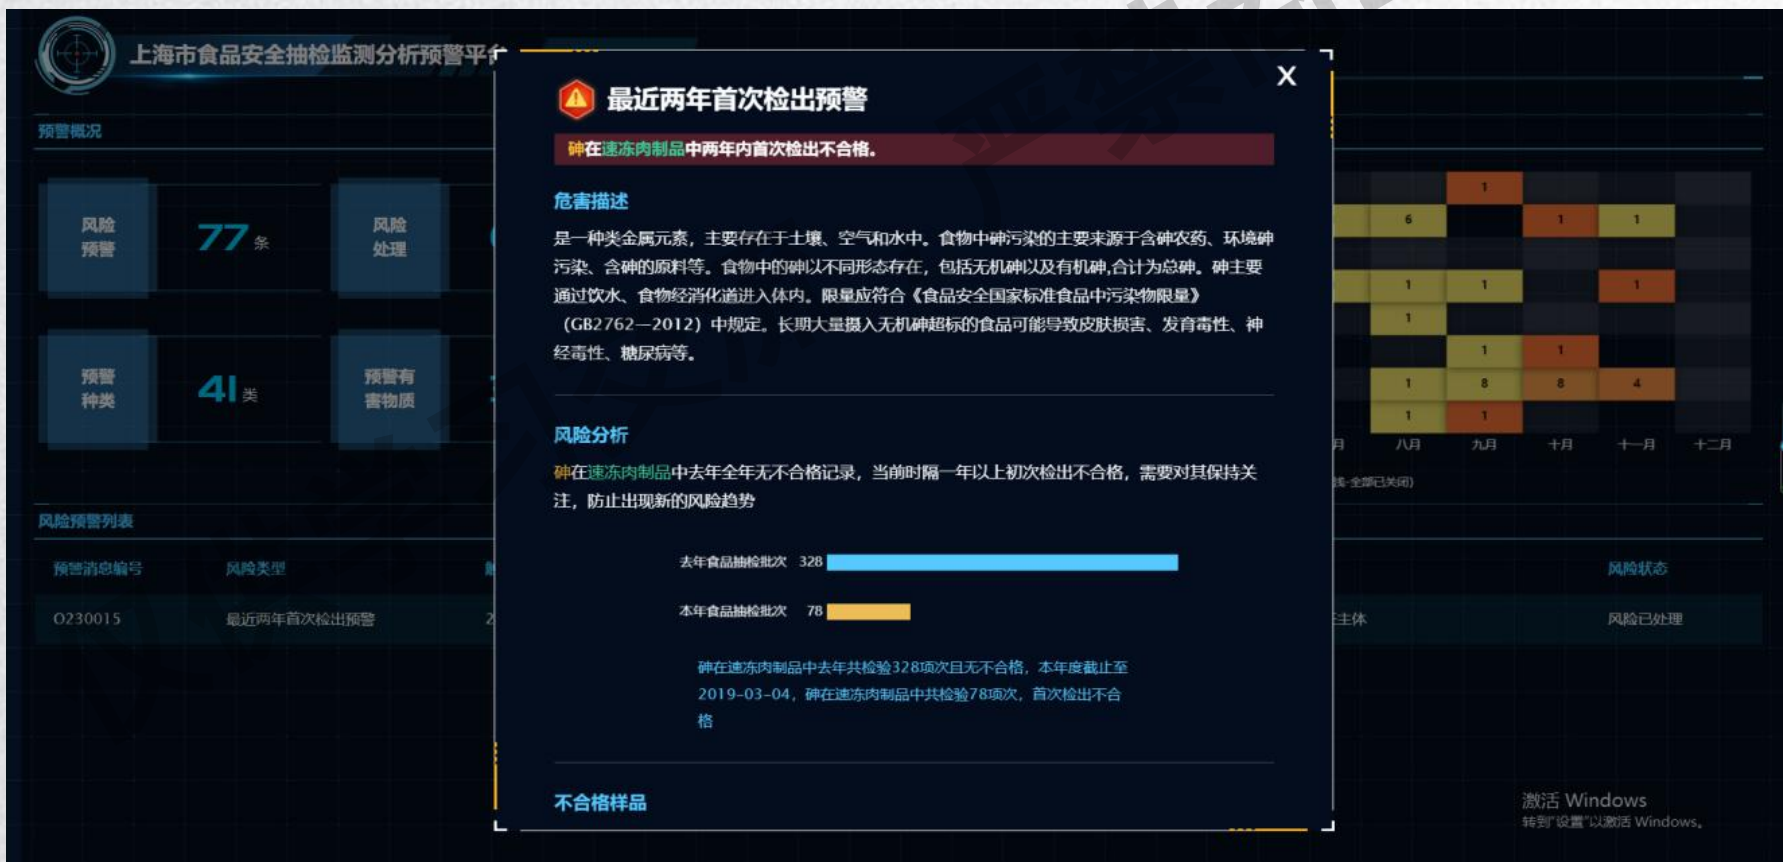 上海市食品安全抽检监测分析预警平台
预警概况
风险
预警
77 条
风险
处理
预警
种类
41 类
预警有
害物质
最近两年首次检出预警
X
砷在速冻肉制品中两年内首次检出不合格。
危害描述
是一种类金属元素，主要存在于土壤、空气和水中。食物中砷污染的主要来源于含砷农药、环境砷
污染、含砷的原料等。食物中的砷以不同形态存在，包括无机砷以及有机砷,合计为总砷。砷主要
通过饮水、食物经消化道进入体内。限量应符合《食品安全国家标准食品中污染物限量》
（GB2762—2012）中规定。长期大量摄入无机砷超标的食品可能导致皮肤损害、发育毒性、神
经毒性、糖尿病等。
风险分析
砷在速冻肉制品中去年全年无不合格记录，当前时隔一年以上初次检出不合格，需要对其保持关
注，防止出现新的风险趋势
去年食品抽检批次 328
本年食品抽检批次 78
砷在速冻肉制品中去年共检验328项次且无不合格，本年度截止至
2019-03-04，砷在速冻肉制品中共检验78项次，首次检出不合
格
不合格样品
1
6 1 1
1 1 1
1
1 1
1 8 8 4
1 1
月 八月 九月 十月 十一月 十二月
线-全部已关闭)
风险预警列表
预警消息编号 风险类型 风险状态
O230015 最近两年首次检出预警 2 主体 风险已处理
激活 Windows
转到"设置"以激活 Windows。